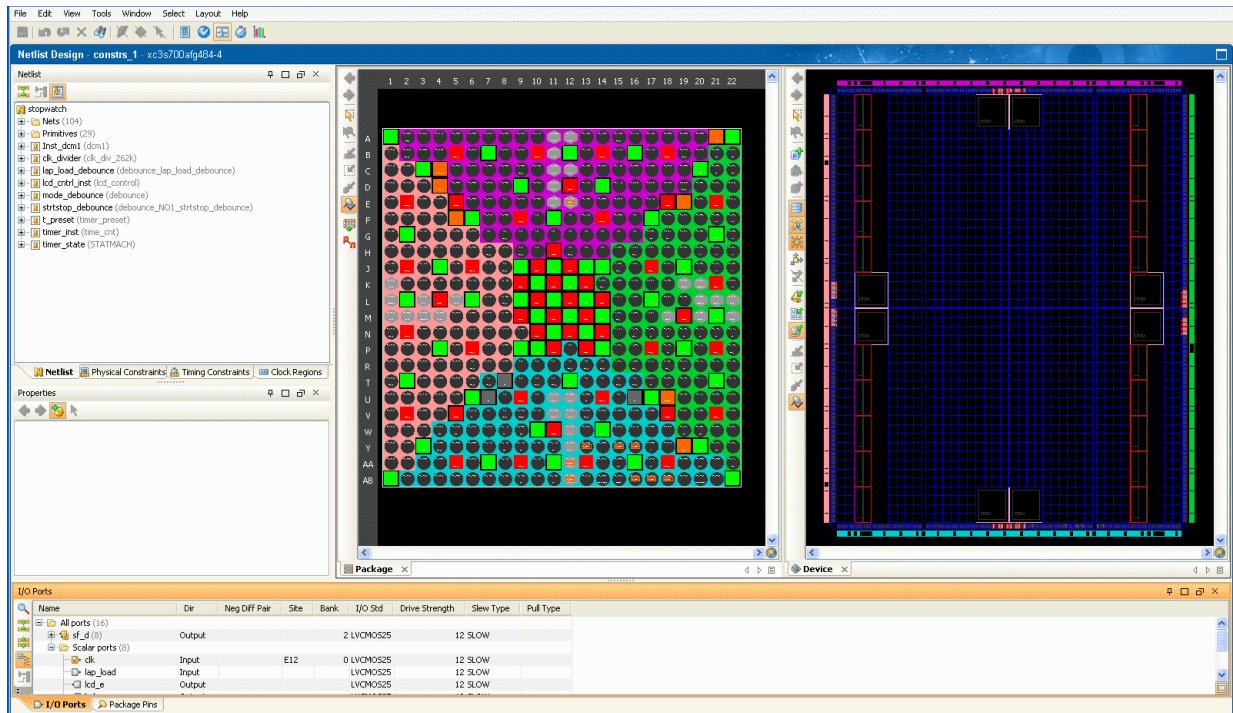 File Edit View Tools Window Select Layout Help
Netlist Design - constrs_1 - xc3s700afg484-4
Netlist
stopwatch
Nets (104)
Primitives (29)
Inst_dcm1 (dcm1)
clk_divider (clk_div_262k)
lap_load_debounce (debounce_lap_load_debounce)
lcd_cntrl_inst (lcd_control)
mode_debounce (debounce)
strtstop_debounce (debounce_NO1_strtstop_debounce)
t_preset (timer_preset)
timer_inst (time_cnt)
timer_state (STATMACH)
Netlist Physical Constraints Timing Constraints Clock Regions
Properties
1 2 3 4 5 6 7 8 9 10 11 12 13 14 15 16 17 18 19 20 21 22
A
B
C
D
E
F
G
H
J
K
L
M
N
P
R
T
U
V
W
Y
AA
AB
Package
Device
I/O Ports
Name Dir Neg Diff Pair Site Bank I/O Std Drive Strength Slew Type Pull Type
All ports (16)
sf_d (8) Output 2 LVCMOS25 12 SLOW
Scalar ports (8)
clk Input E12 0 LVCMOS25 12 SLOW
lap_load Input LVCMOS25 12 SLOW
lcd_e Output LVCMOS25 12 SLOW
I/O Ports Package Pins